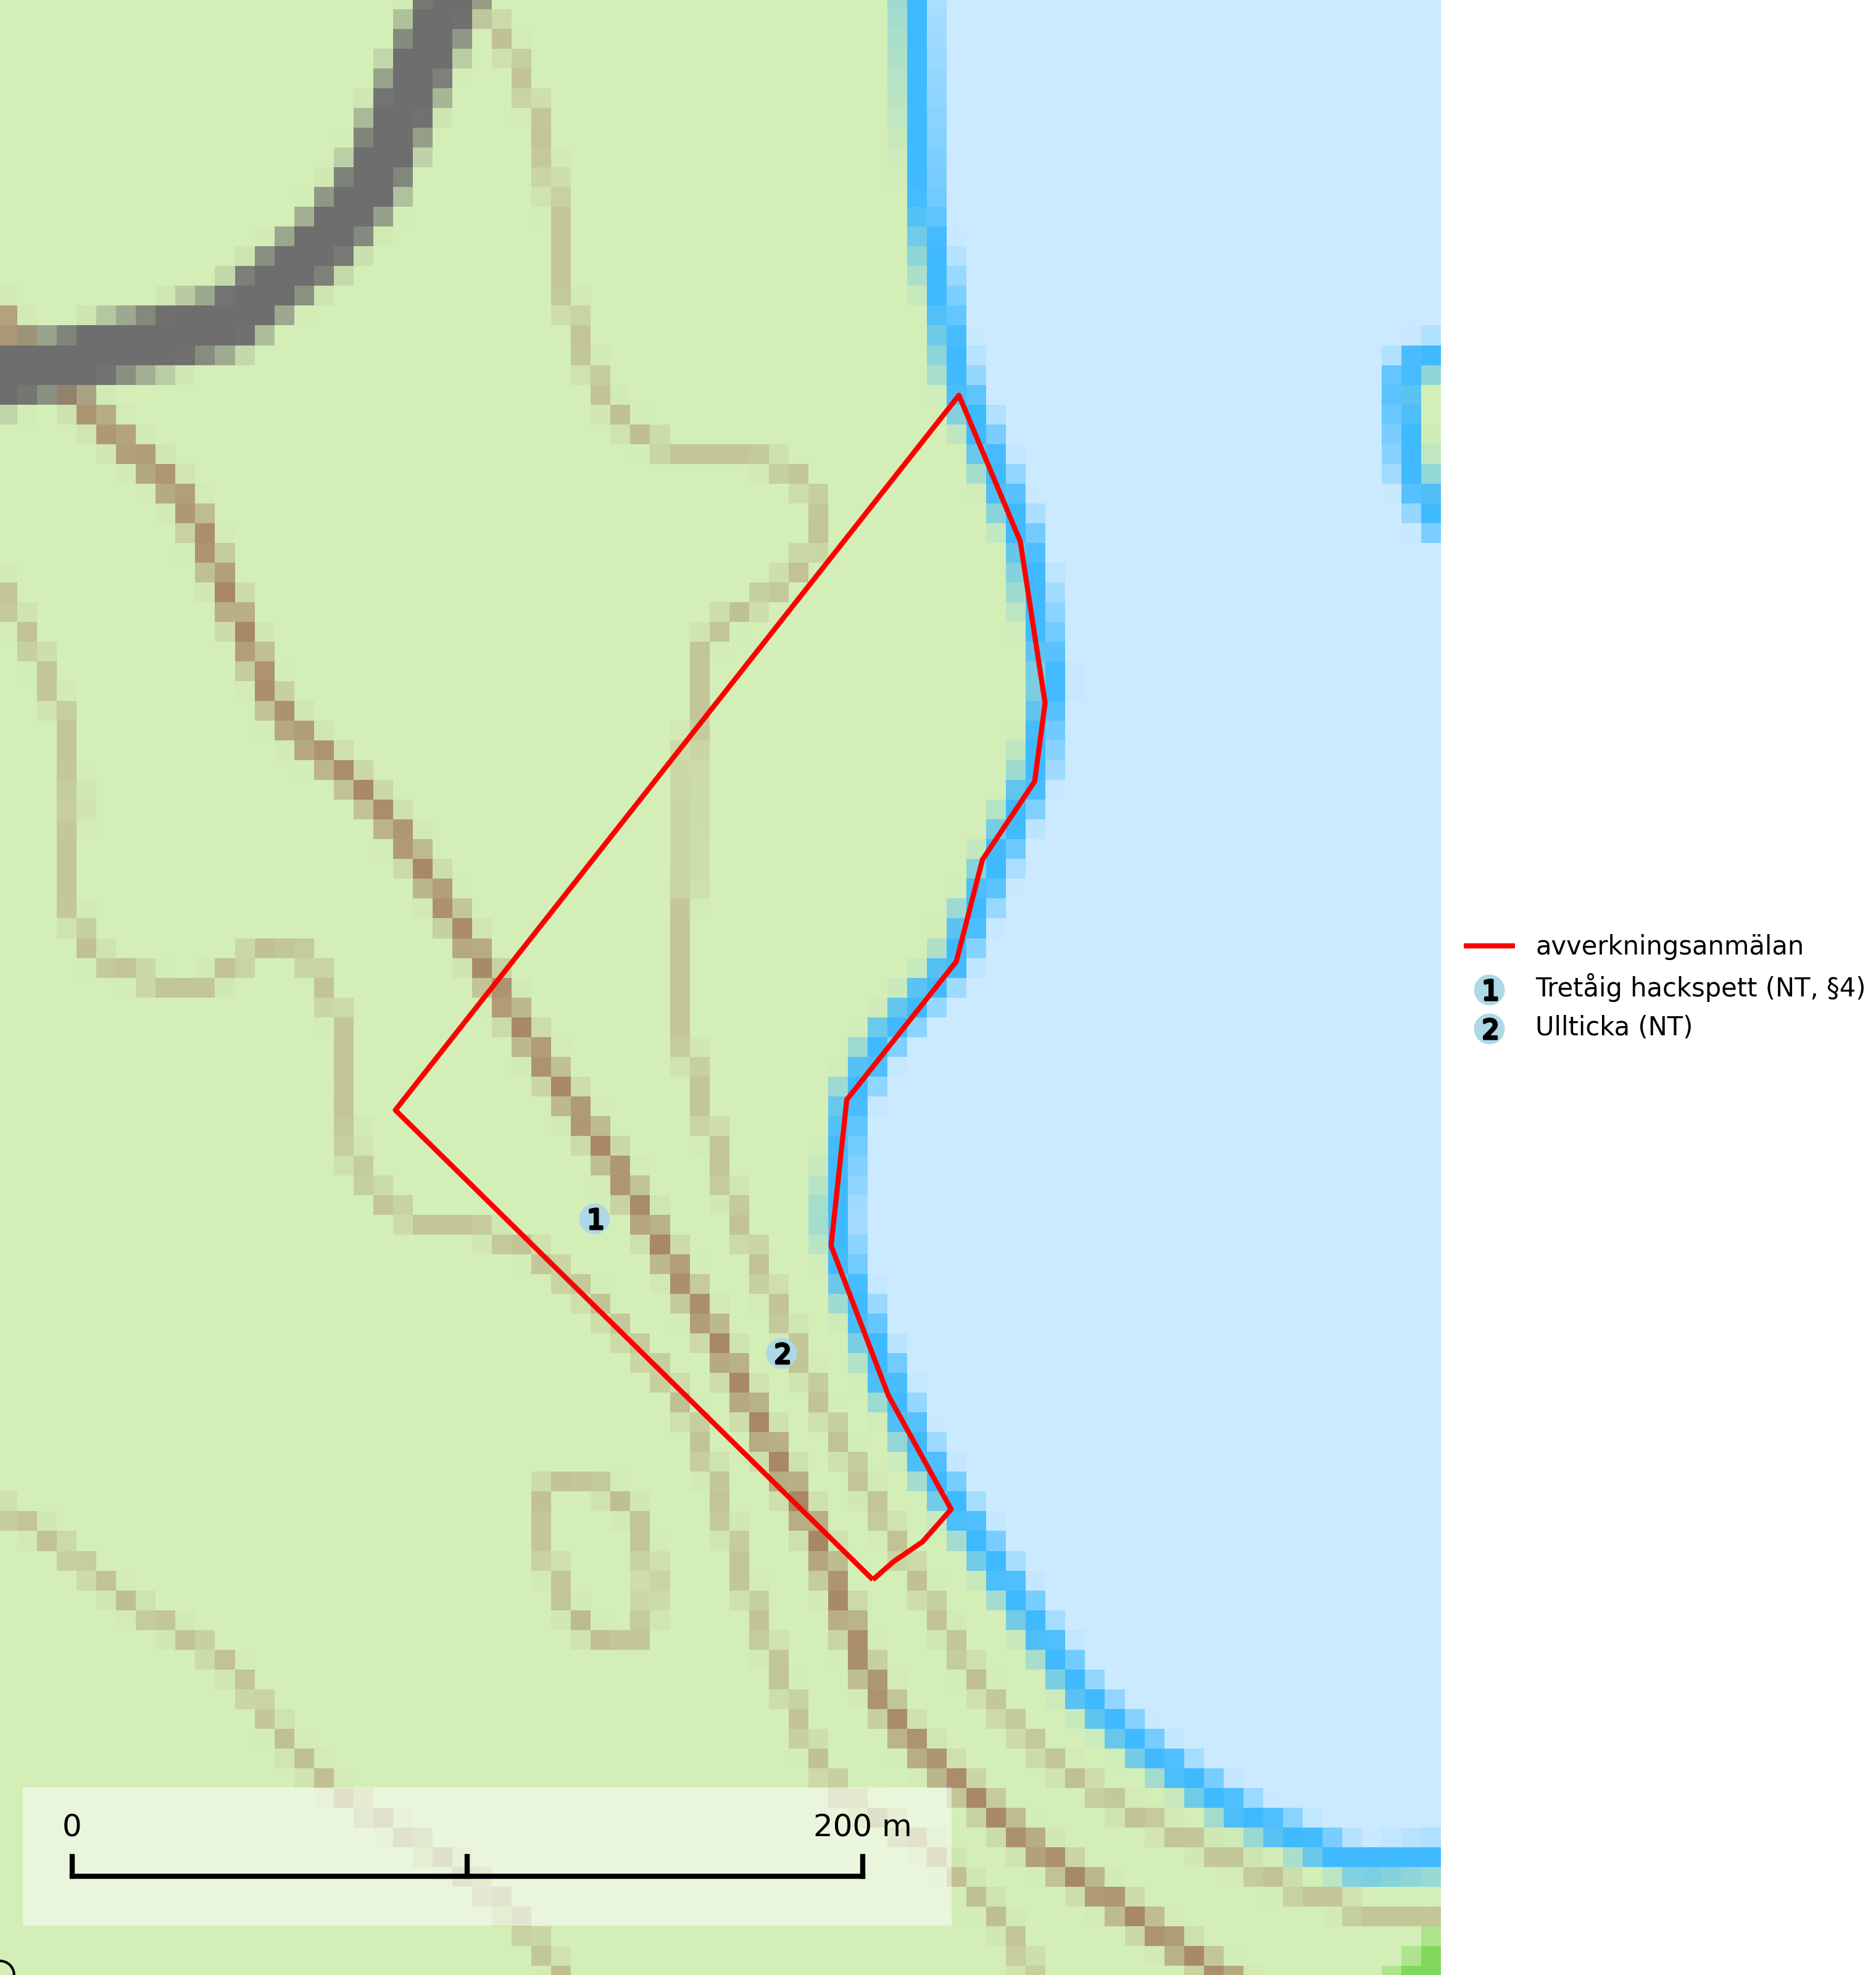 avverkningsanmälan
1 Tretåig hackspett (NT, §4)
2 Ullticka (NT)
1
2
0 200 m